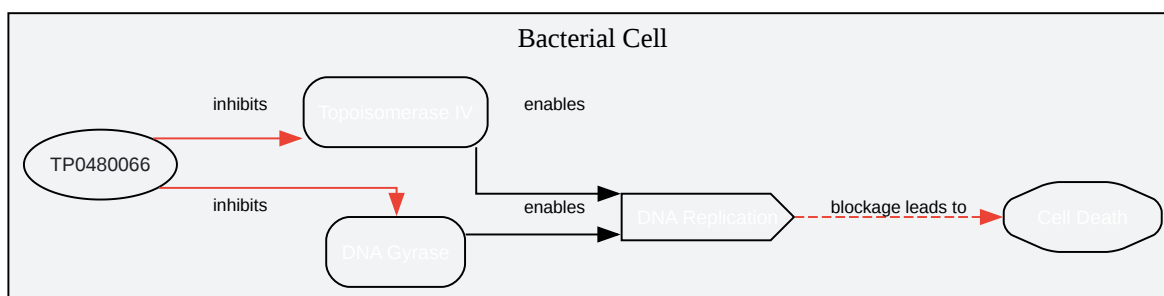 Bacterial Cell
inhibits
Topoisomerase IV
enables
TP0480066
inhibits
DNA Gyrase
enables
DNA Replication
blockage leads to
Cell Death